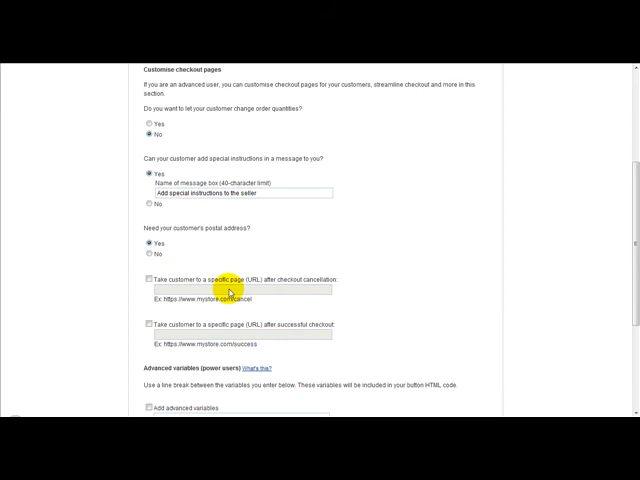 Customise checkout pages
If you are an advanced user, you can customise checkout pages for your customers, streamline checkout and more in this
section.
Do you want to let your customer change order quantities?
Yes
No
Can your customer add special instructions in a message to you?
Yes
Name of message box (40-character limit)
Add special instructions to the seller
No
Need your customer's postal address?
Yes
No
Take customer to a specific page (URL) after checkout cancellation:
Ex: https://www.mystore.com/cancel
Take customer to a specific page (URL) after successful checkout:
Ex: https://www.mystore.com/success
Advanced variables (power users) What's this?
Use a line break between the variables you enter below. These variables will be included in your button HTML code.
Add advanced variables